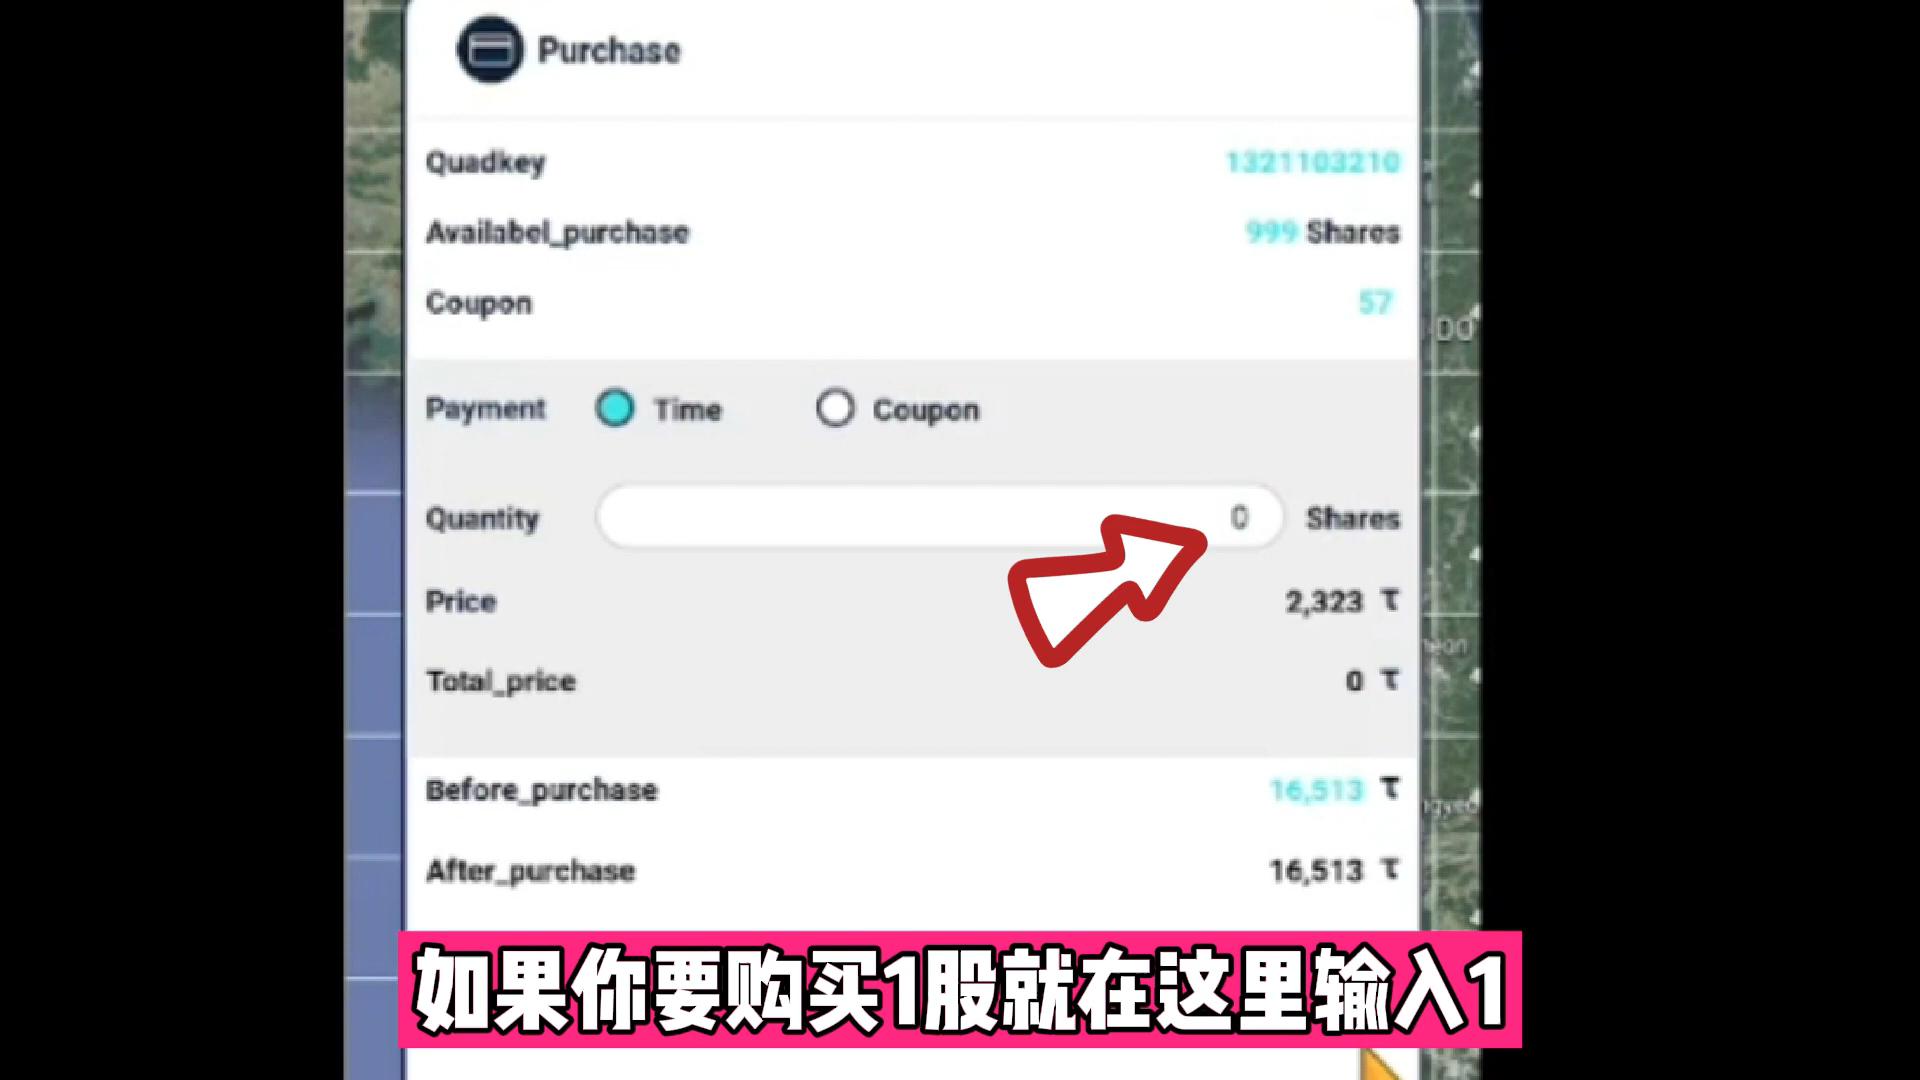 Purchase
Quadkey 1321103210
Availabel_purchase 999 Shares
Coupon 57
Payment Time Coupon
Quantity 0 Shares
Price 2,323 τ
Total_price 0 τ
Before_purchase 16,513 τ
After_purchase 16,513 τ
如果你要购买1股就在这里输入1